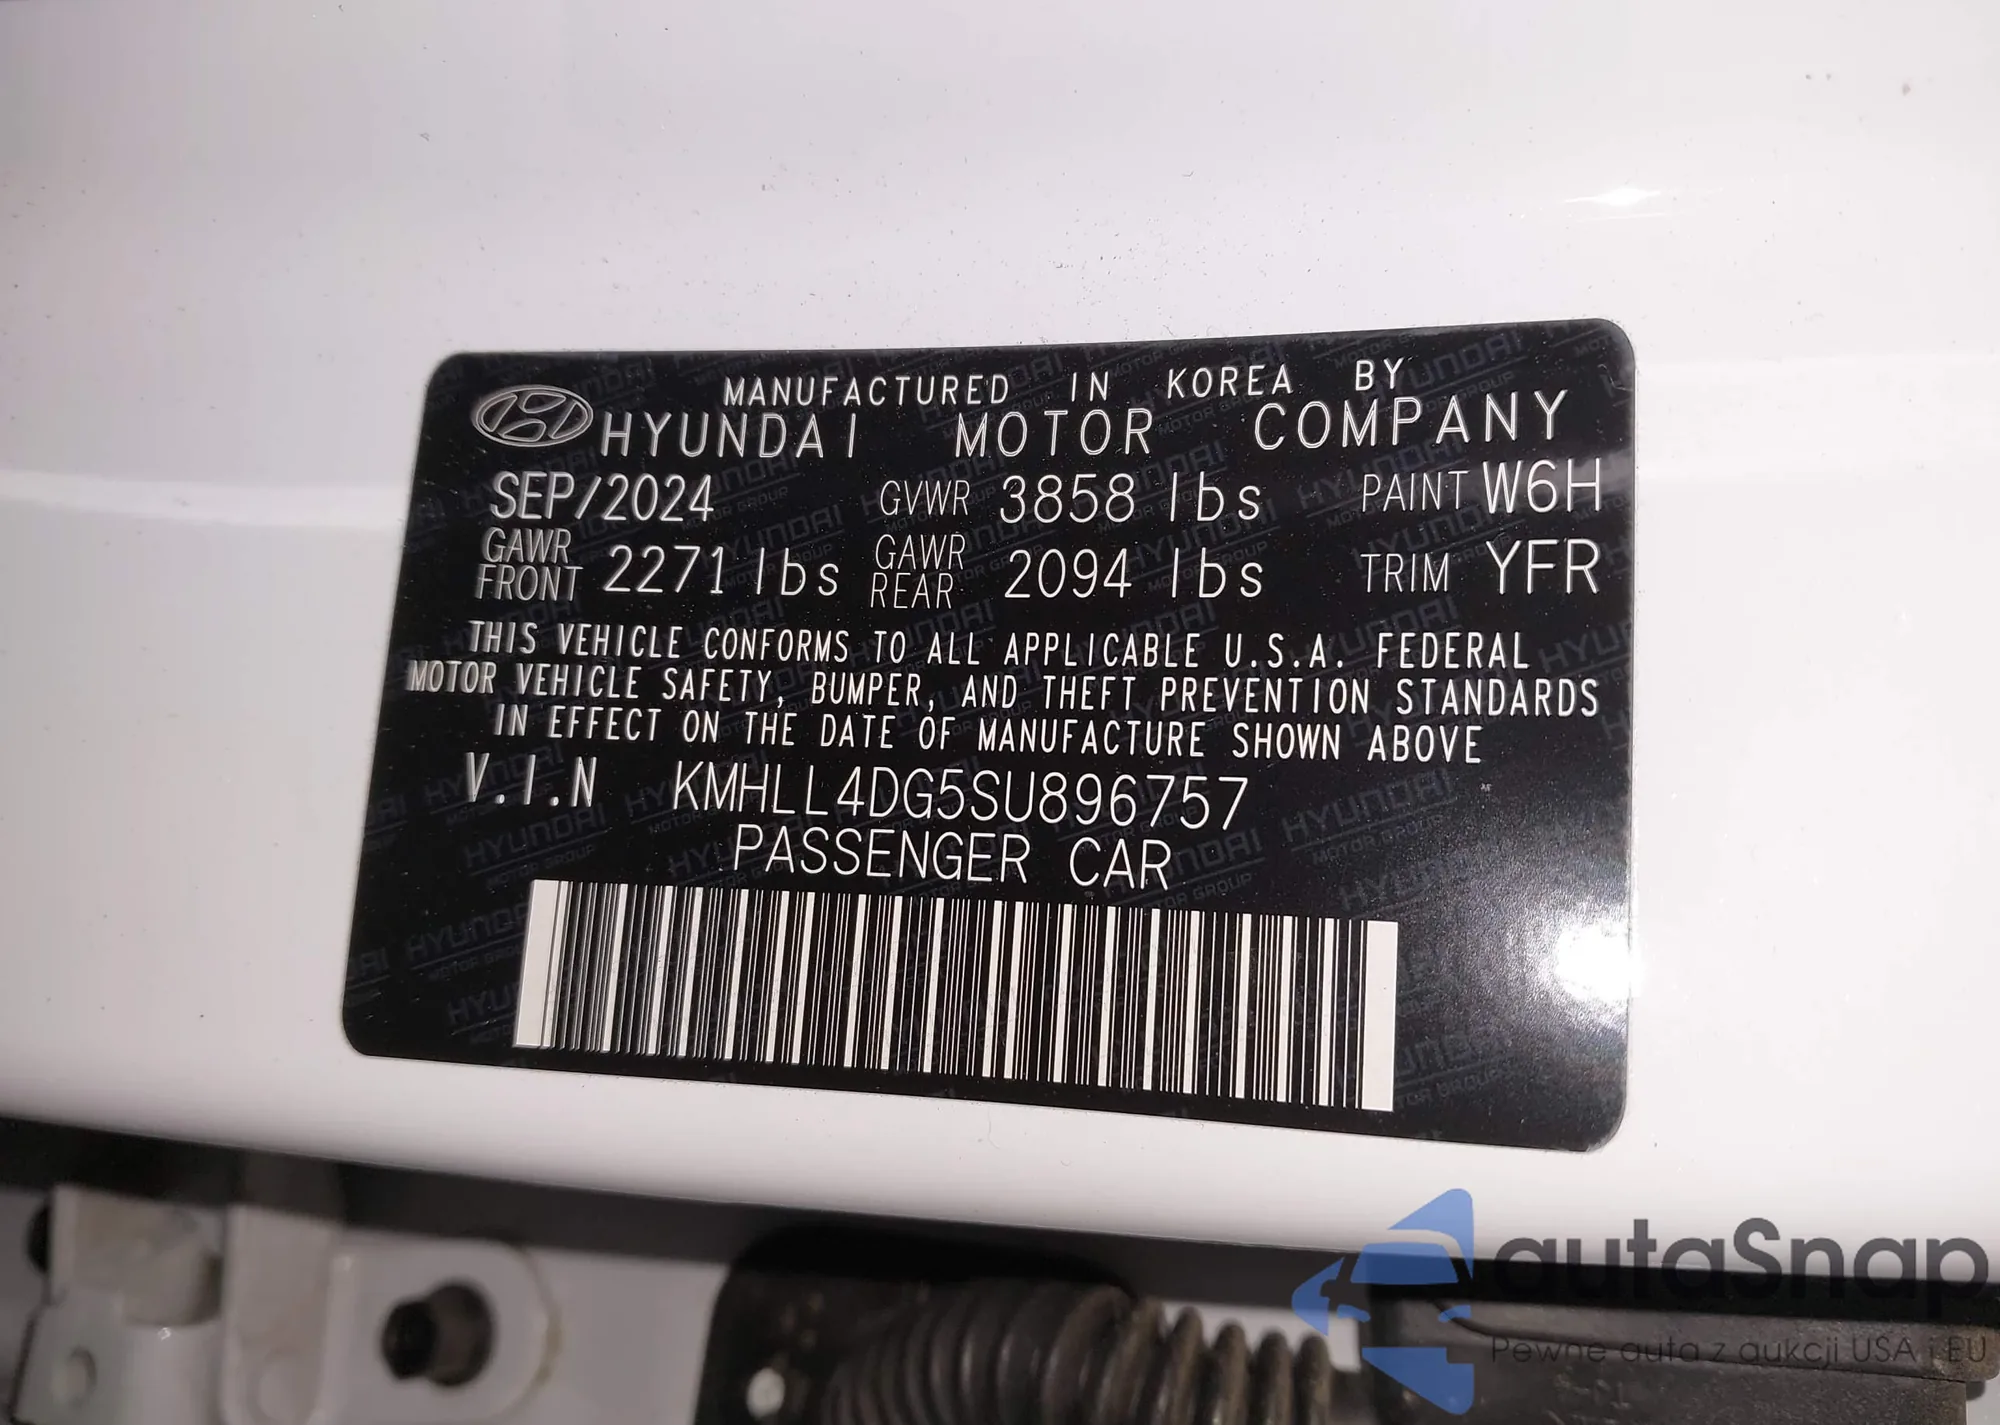 MANUFACTURED IN KOREA BY
HYUNDAI MOTOR COMPANY
SEP/2024 GVWR 3858 lbs PAINT W6H
GAWR FRONT 2271 lbs GAWR REAR 2094 lbs TRIM YFR
THIS VEHICLE CONFORMS TO ALL APPLICABLE U.S.A. FEDERAL
MOTOR VEHICLE SAFETY, BUMPER, AND THEFT PREVENTION STANDARDS
IN EFFECT ON THE DATE OF MANUFACTURE SHOWN ABOVE
V.I.N KMHLL4DG5SU896757
PASSENGER CAR
autaSnap
Pewne auta z aukcji USA i EU